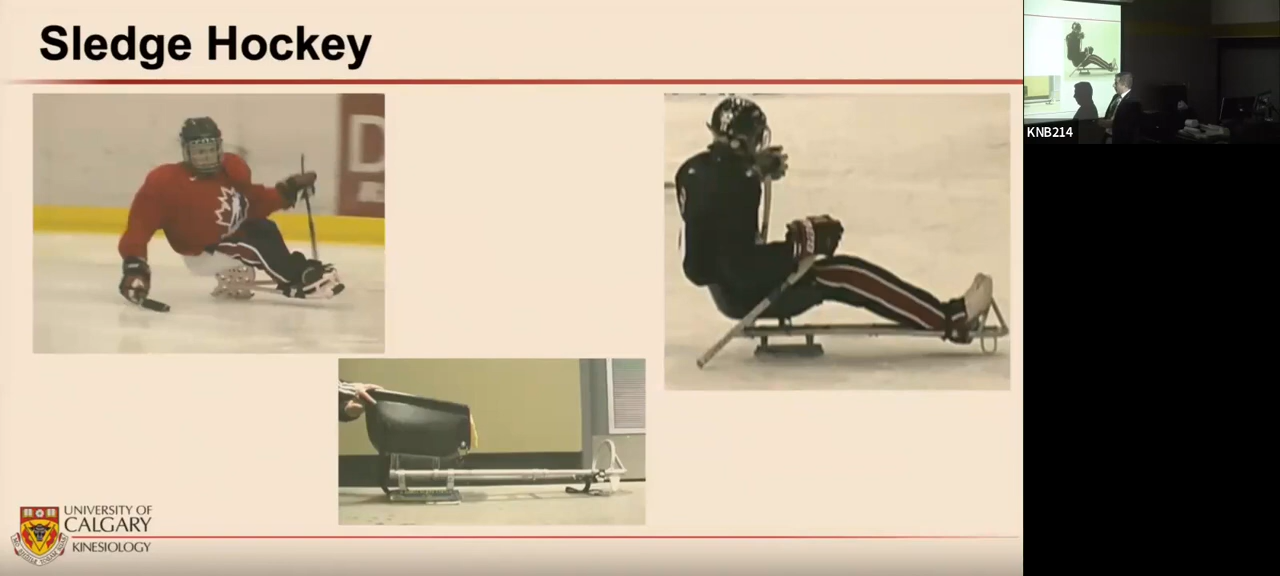 Sledge Hockey
D
KNB214
UNIVERSITY OF
CALGARY
KINESIOLOGY